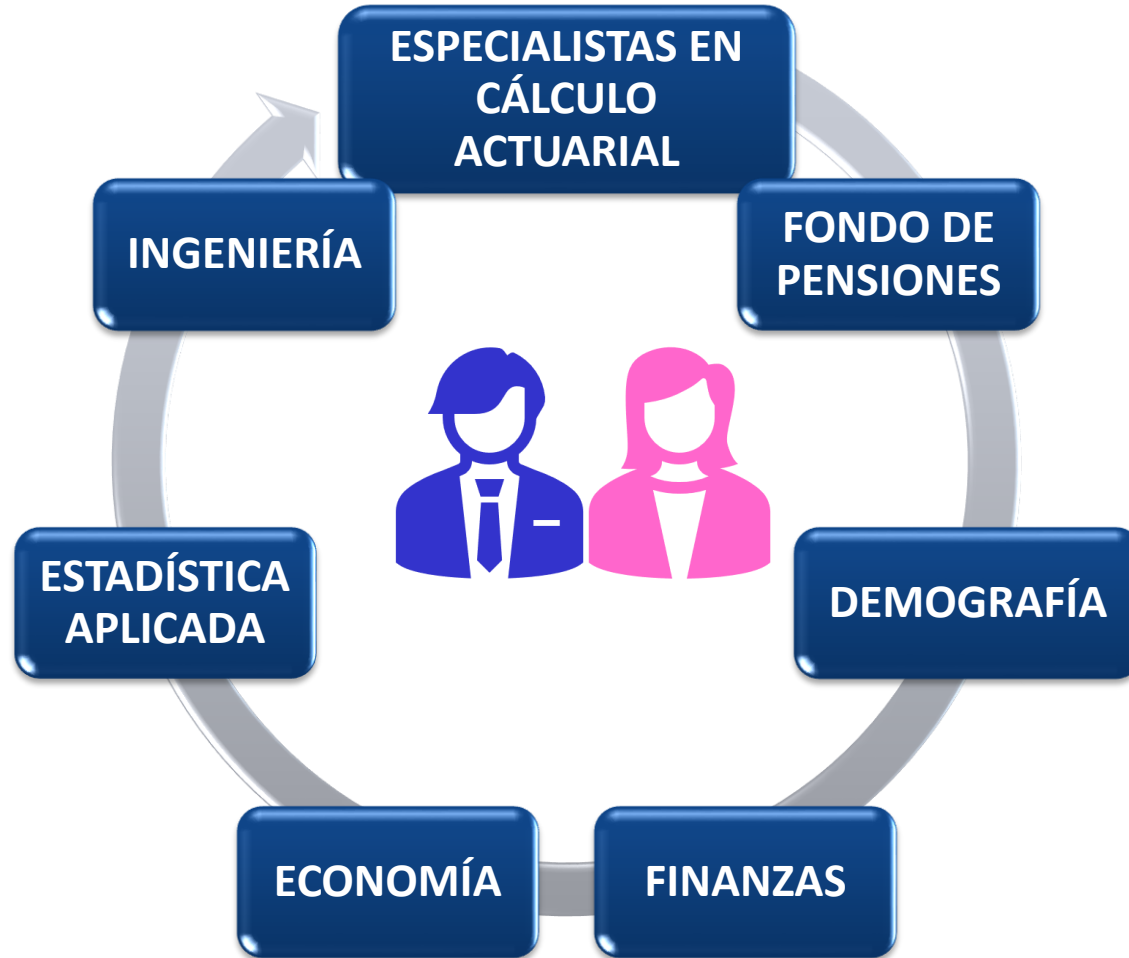 ESPECIALISTAS EN
CÁLCULO
ACTUARIAL
FONDO DE
PENSIONES
DEMOGRAFÍA
FINANZAS
ECONOMÍA
ESTADÍSTICA
APLICADA
INGENIERÍA